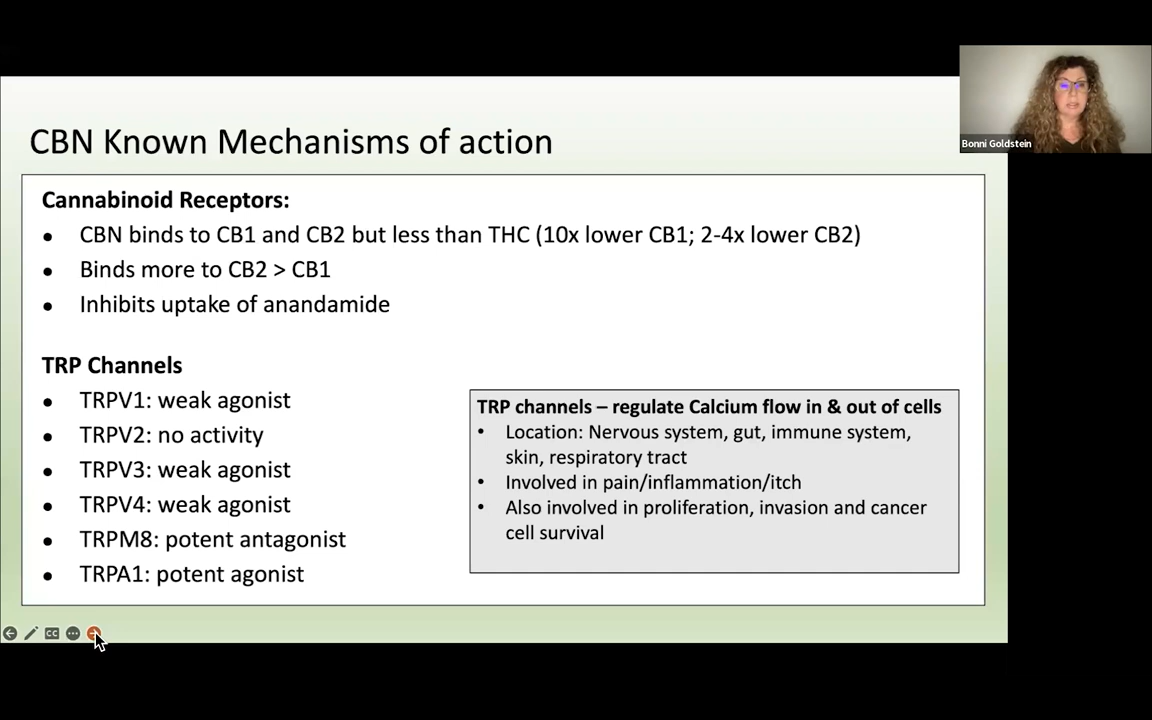 Bonni Goldstein
CBN Known Mechanisms of action
Cannabinoid Receptors:
● CBN binds to CB1 and CB2 but less than THC (10x lower CB1; 2-4x lower CB2)
● Binds more to CB2 > CB1
● Inhibits uptake of anandamide
TRP Channels
● TRPV1: weak agonist
● TRPV2: no activity
● TRPV3: weak agonist
● TRPV4: weak agonist
● TRPM8: potent antagonist
● TRPA1: potent agonist
TRP channels – regulate Calcium flow in & out of cells
• Location: Nervous system, gut, immune system,
skin, respiratory tract
• Involved in pain/inflammation/itch
• Also involved in proliferation, invasion and cancer
cell survival
CC